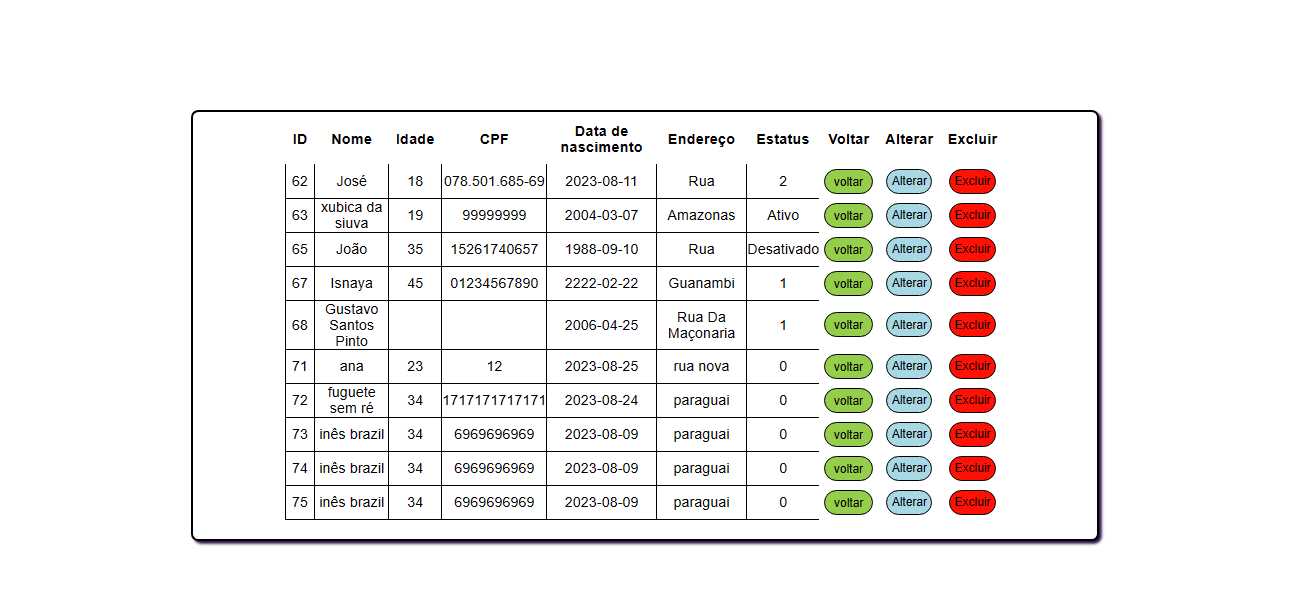 ID Nome Idade CPF Data de nascimento Endereço Estatus Voltar Alterar Excluir
62 José 18 078.501.685-69 2023-08-11 Rua 2 voltar Alterar Excluir
63 xubica da siuva 19 99999999 2004-03-07 Amazonas Ativo voltar Alterar Excluir
65 João 35 15261740657 1988-09-10 Rua Desativado voltar Alterar Excluir
67 Isnaya 45 01234567890 2222-02-22 Guanambi 1 voltar Alterar Excluir
68 Gustavo Santos Pinto 2006-04-25 Rua Da Maçonaria 1 voltar Alterar Excluir
71 ana 23 12 2023-08-25 rua nova 0 voltar Alterar Excluir
72 fuguete sem ré 34 1717171717171 2023-08-24 paraguai 0 voltar Alterar Excluir
73 inês brazil 34 6969696969 2023-08-09 paraguai 0 voltar Alterar Excluir
74 inês brazil 34 6969696969 2023-08-09 paraguai 0 voltar Alterar Excluir
75 inês brazil 34 6969696969 2023-08-09 paraguai 0 voltar Alterar Excluir